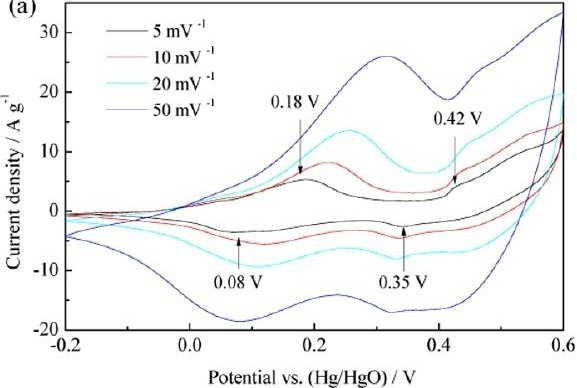 (a)
30
20
10
0
-10
-20
Current density / A g-1
5 mV -1
10 mV -1
20 mV -1
50 mV -1
0.18 V
0.42 V
0.08 V
0.35 V
-0.2
0.0
0.2
0.4
0.6
Potential vs. (Hg/HgO) / V